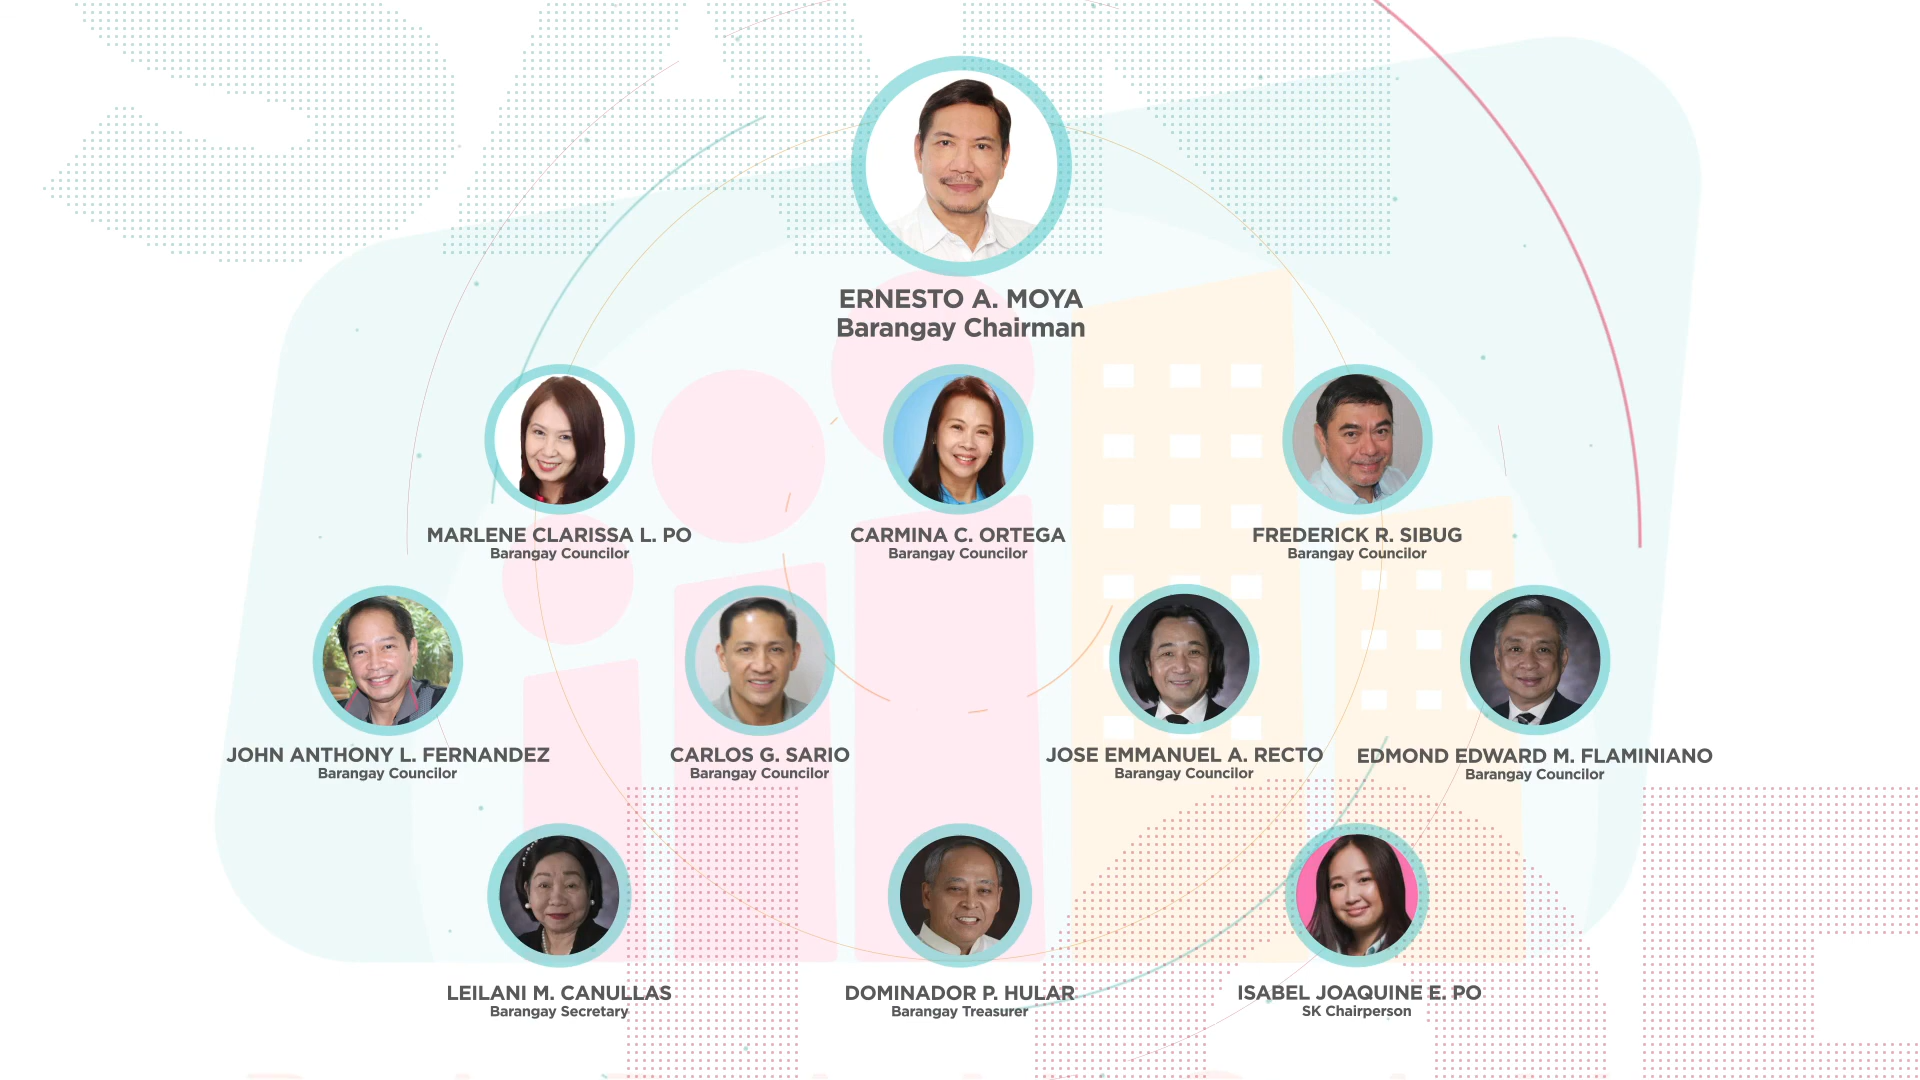 ERNESTO A. MOYA
Barangay Chairman
MARLENE CLARISSA L. PO
Barangay Councilor
CARMINA C. ORTEGA
Barangay Councilor
FREDERICK R. SIBUG
Barangay Councilor
JOHN ANTHONY L. FERNANDEZ
Barangay Councilor
CARLOS G. SARIO
Barangay Councilor
JOSE EMMANUEL A. RECTO
Barangay Councilor
EDMOND EDWARD M. FLAMINIANO
Barangay Councilor
LEILANI M. CANULLAS
Barangay Secretary
DOMINADOR P. HULAR
Barangay Treasurer
ISABEL JOAQUINE E. PO
SK Chairperson